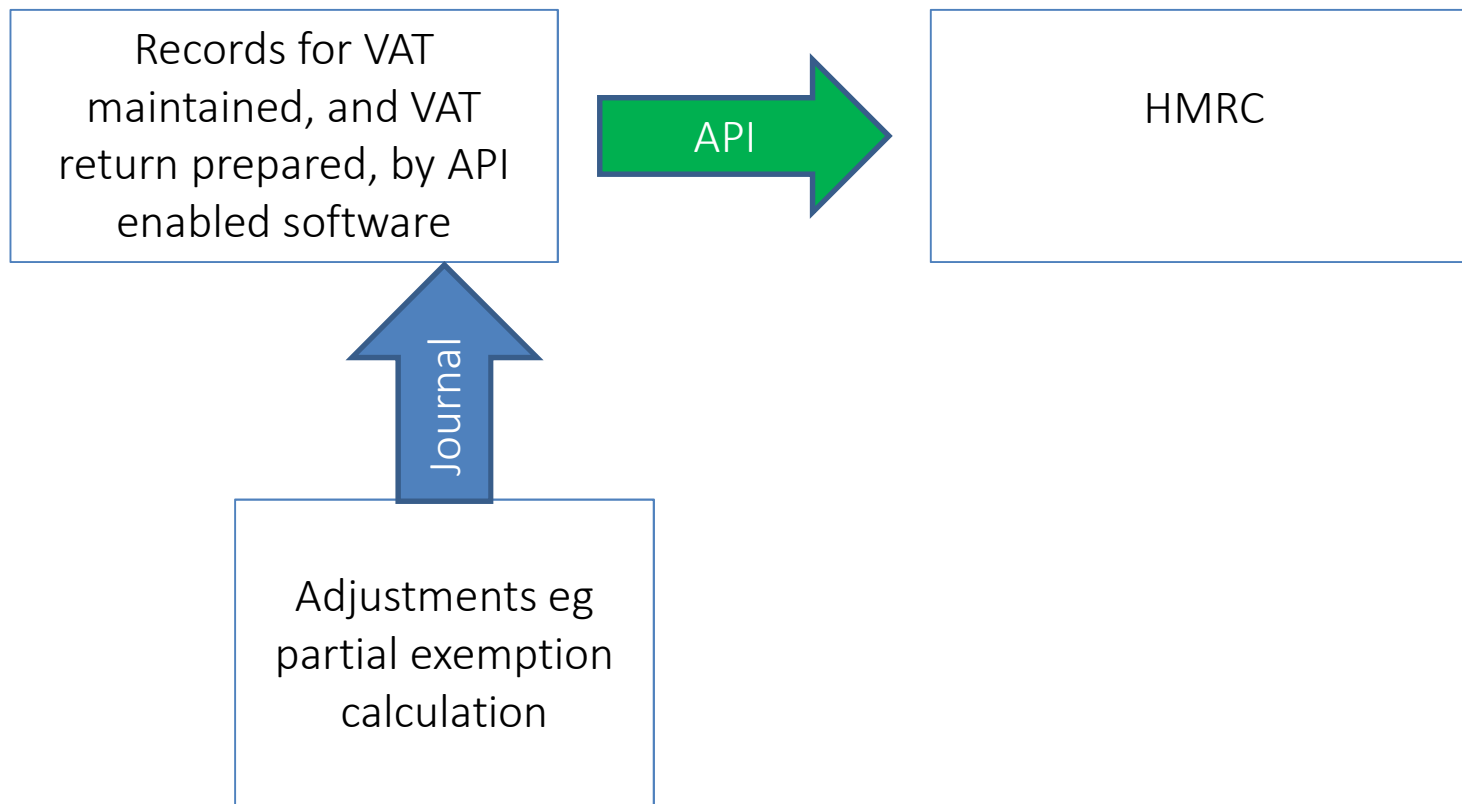 Records for VAT
maintained, and VAT
return prepared, by API
enabled software
API
HMRC
Journal
Adjustments eg
partial exemption
calculation